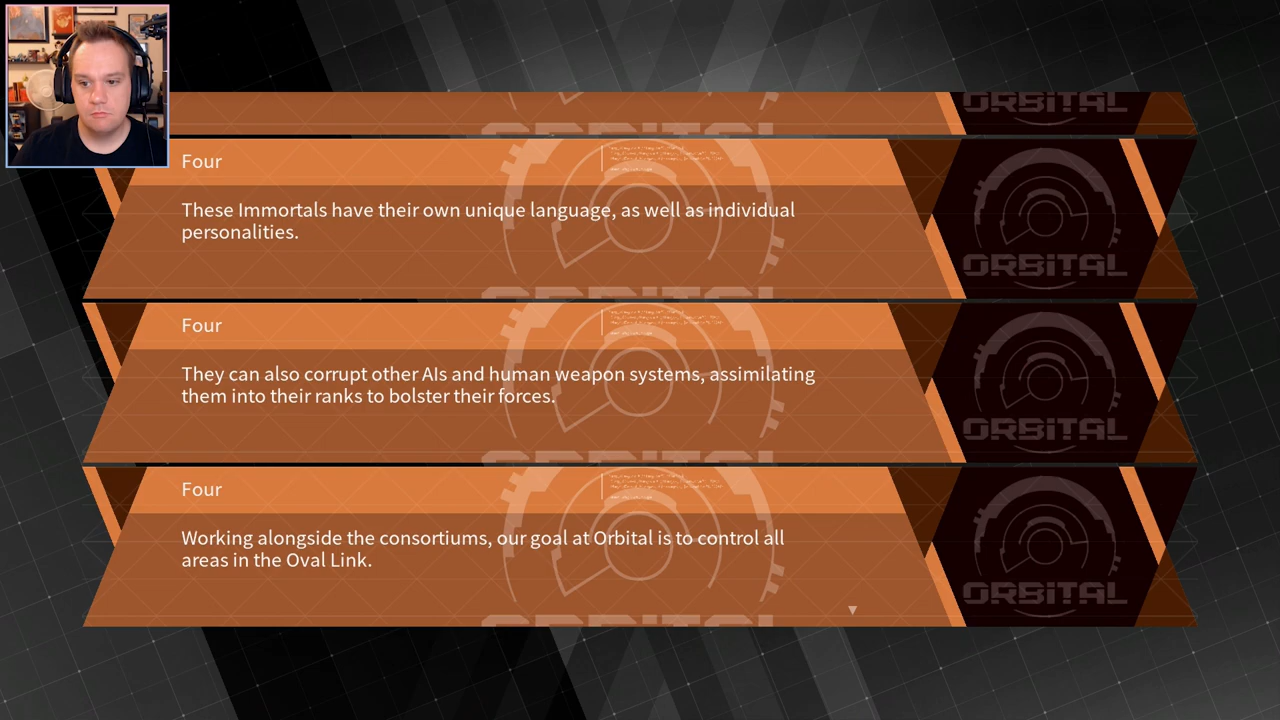 ORBITAL
Four
These Immortals have their own unique language, as well as individual
personalities.
ORBITAL
Four
They can also corrupt other AIs and human weapon systems, assimilating
them into their ranks to bolster their forces.
ORBITAL
Four
Working alongside the consortiums, our goal at Orbital is to control all
areas in the Oval Link.
ORBITAL